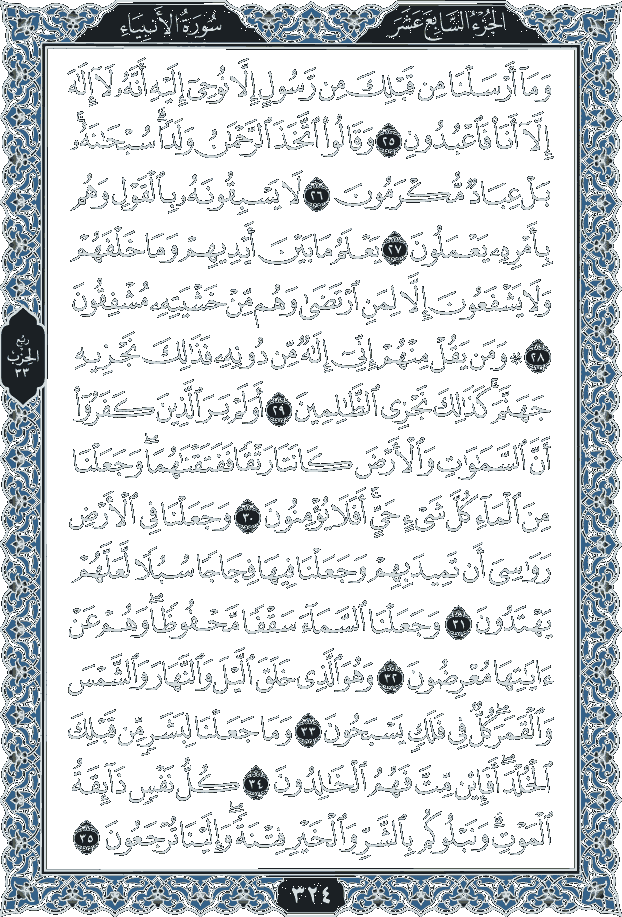 الجزء السابع عشر
سورة الأنبياء
وَمَآ أَرْسَلْنَا مِن قَبْلِكَ مِن رَّسُولٍ إِلَّا نُوحِىٓ إِلَيْهِ أَنَّهُۥ لَآ إِلَٰهَ
إِلَّآ أَنَا۠ فَٱعْبُدُونِ ٢٥ وَقَالُوا۟ ٱتَّخَذَ ٱلرَّحْمَٰنُ وَلَدًا ۗ سُبْحَٰنَهُۥ ۚ
بَلْ عِبَادٌ مُّكْرَمُونَ ٢٦ لَا يَسْبِقُونَهُۥ بِٱلْقَوْلِ وَهُم
بِأَمْرِهِۦ يَعْمَلُونَ ٢٧ يَعْلَمُ مَا بَيْنَ أَيْدِيهِمْ وَمَا خَلْفَهُمْ
وَلَا يَشْفَعُونَ إِلَّا لِمَنِ ٱرْتَضَىٰ وَهُم مِّنْ خَشْيَتِهِۦ مُشْفِقُونَ
٢٨ ۞ وَمَن يَقُلْ مِنْهُمْ إِنِّىٓ إِلَٰهٌ مِّن دُونِهِۦ فَذَٰلِكَ نَجْزِيهِ
جَهَنَّمَ ۚ كَذَٰلِكَ نَجْزِى ٱلظَّٰلِمِينَ ٢٩ أَوَلَمْ يَرَ ٱلَّذِينَ كَفَرُوٓا۟
أَنَّ ٱلسَّمَٰوَٰتِ وَٱلْأَرْضَ كَانَتَا رَتْقًا فَفَتَقْنَٰهُمَا ۖ وَجَعَلْنَا
مِنَ ٱلْمَآءِ كُلَّ شَىْءٍ حَىٍّ ۖ أَفَلَا يُؤْمِنُونَ ٣٠ وَجَعَلْنَا فِى ٱلْأَرْضِ
رَوَٰسِىَ أَن تَمِيدَ بِهِمْ وَجَعَلْنَا فِيهَا فِجَاجًا سُبُلًا لَّعَلَّهُمْ
يَهْتَدُونَ ٣١ وَجَعَلْنَا ٱلسَّمَآءَ سَقْفًا مَّحْفُوظًا ۖ وَهُمْ عَنْ
ءَايَٰتِهَا مُعْرِضُونَ ٣٢ وَهُوَ ٱلَّذِى خَلَقَ ٱلَّيْلَ وَٱلنَّهَارَ وَٱلشَّمْسَ
وَٱلْقَمَرَ ۖ كُلٌّ فِى فَلَكٍ يَسْبَحُونَ ٣٣ وَمَا جَعَلْنَا لِبَشَرٍ مِّن قَبْلِكَ
ٱلْخُلْدَ ۖ أَفَإِي۟ن مِّتَّ فَهُمُ ٱلْخَٰلِدُونَ ٣٤ كُلُّ نَفْسٍ ذَآئِقَةُ
ٱلْمَوْتِ ۗ وَنَبْلُوكُم بِٱلشَّرِّ وَٱلْخَيْرِ فِتْنَةً ۖ وَإِلَيْنَا تُرْجَعُونَ ٣٥
ربع
الحزب
٣٣
٣٢٤